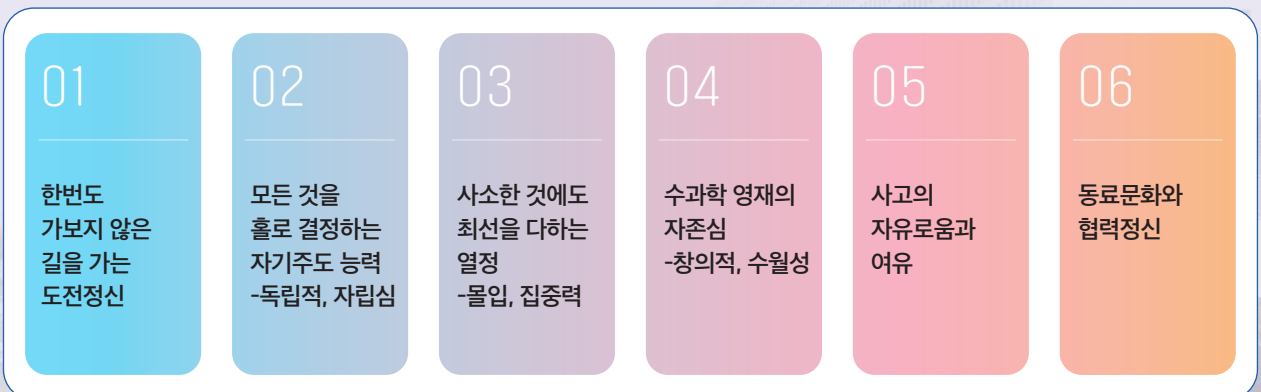 01
한번도
가보지 않은
길을 가는
도전정신
02
모든 것을
홀로 결정하는
자기주도 능력
-독립적, 자립심
03
사소한 것에도
최선을 다하는
열정
-몰입, 집중력
04
수과학 영재의
자존심
-창의적, 수월성
05
사고의
자유로움과
여유
06
동료문화와
협력정신